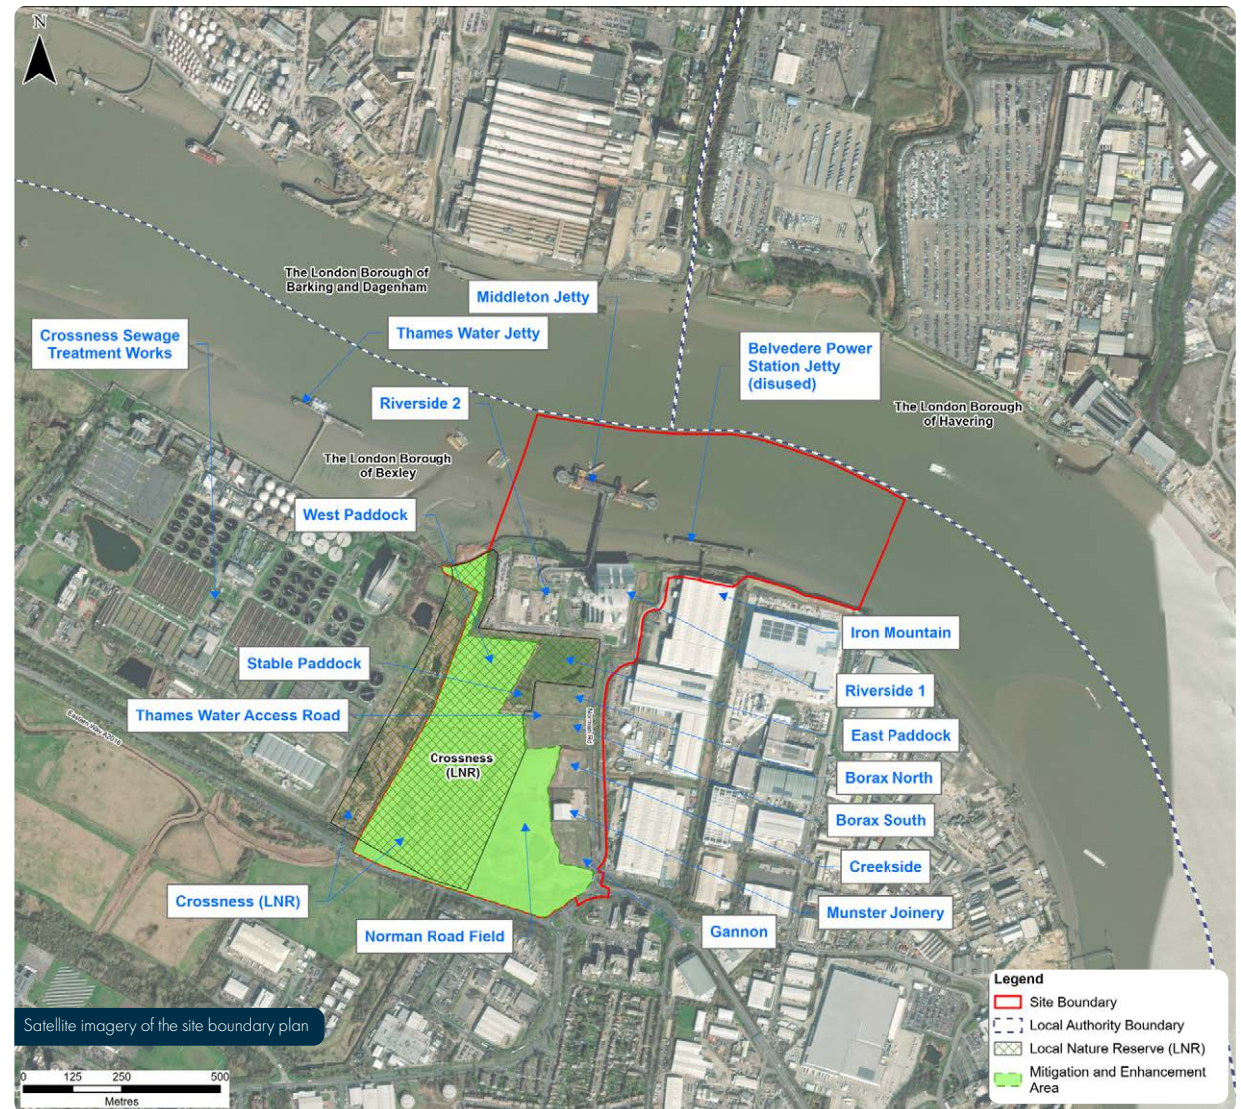 N
The London Borough of
Barking and Dagenham
Middleton Jetty
Crossness Sewage
Treatment Works
Thames Water Jetty
Belvedere Power
Station Jetty
(disused)
Riverside 2
The London Borough
of Havering
The London Borough
of Bexley
West Paddock
Iron Mountain
Stable Paddock
Riverside 1
Thames Water Access Road
Norman Rd
Eastern Way A2016
East Paddock
Crossness
(LNR)
Borax North
Borax South
Creekside
Crossness (LNR)
Munster Joinery
Norman Road Field
Gannon
Legend
Site Boundary
Local Authority Boundary
Local Nature Reserve (LNR)
Mitigation and Enhancement
Area
Satellite imagery of the site boundary plan
0 125 250 500
Metres